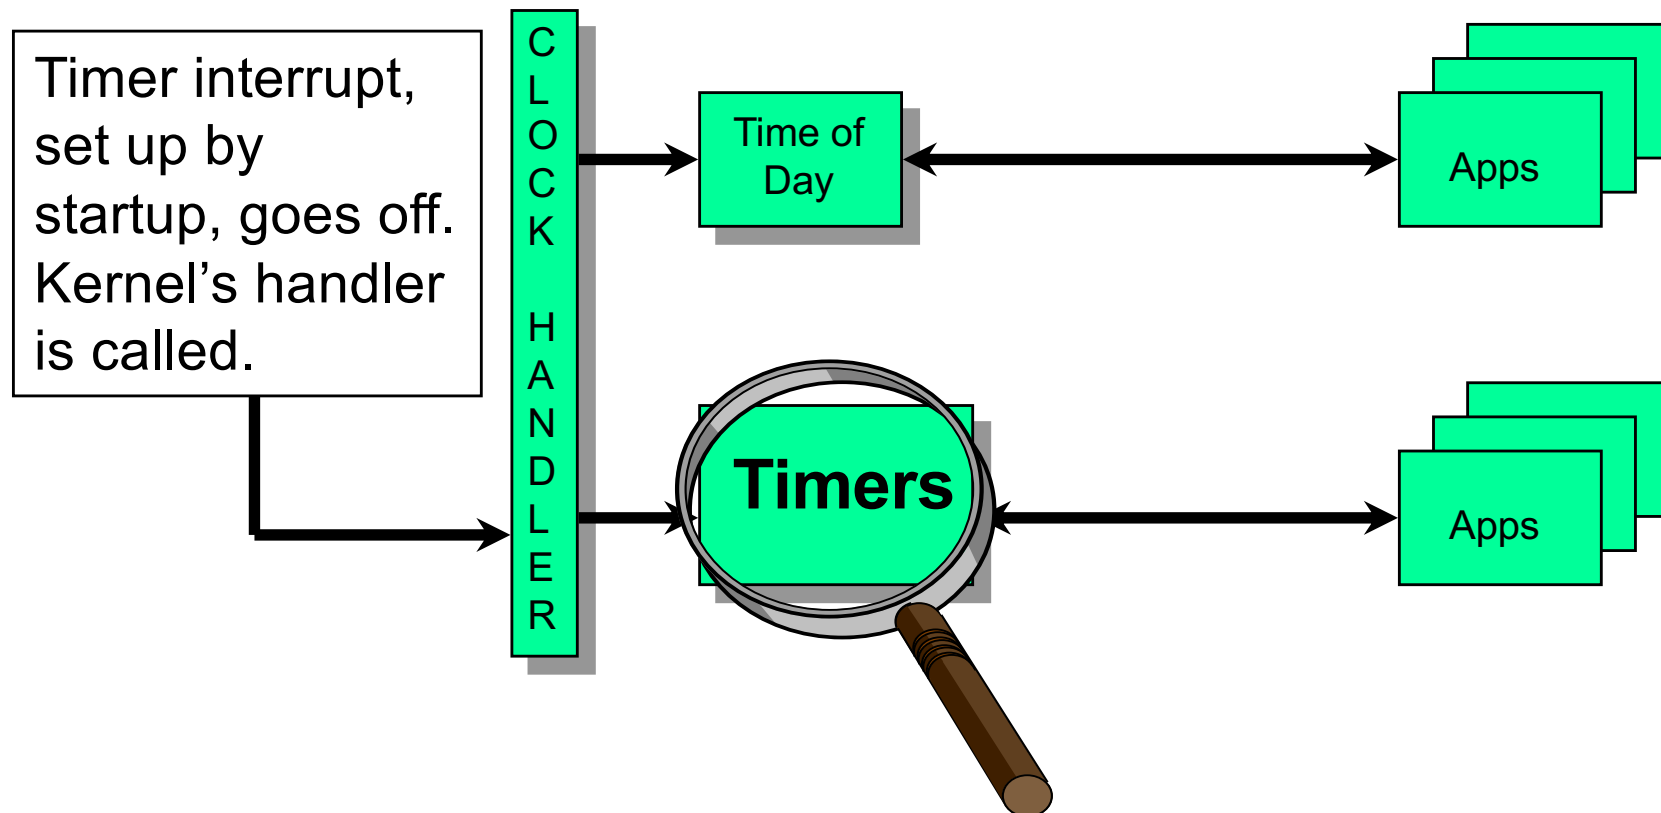 Timer interrupt,
set up by
startup, goes off.
Kernel’s handler
is called.
C
L
O
C
K
H
A
N
D
L
E
R
Time of
Day
Apps
Timers
Apps